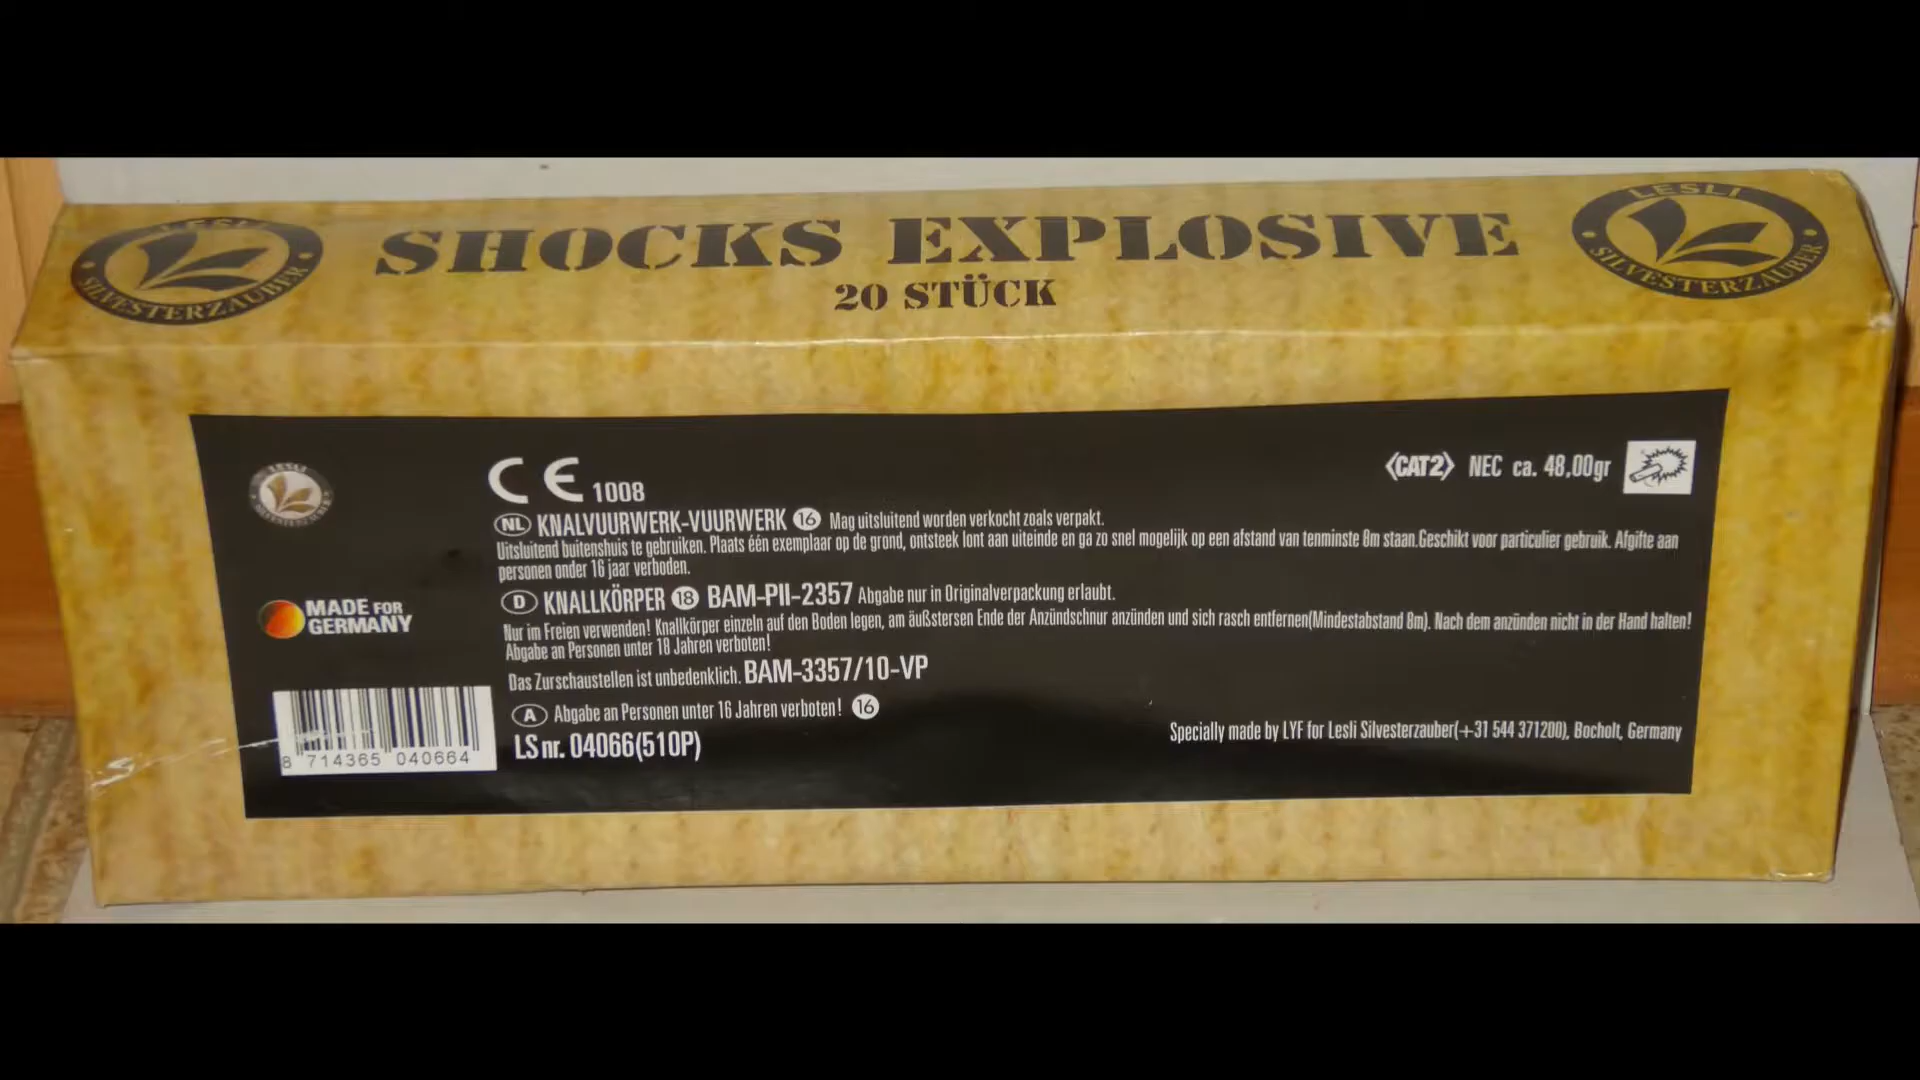 LESLI
SILVESTERZAUBER
SHOCKS EXPLOSIVE
20 STÜCK
LESLI
SILVESTERZAUBER
LESLI
CE 1008
<CAT2> NEC ca. 48,00gr
NL KNALVUURWERK-VUURWERK 16 Mag uitsluitend worden verkocht zoals verpakt.
Uitsluitend buitenshuis te gebruiken. Plaats één exemplaar op de grond, ontsteek lont aan uiteinde en ga zo snel mogelijk op een afstand van tenminste 8m staan.Geschikt voor particulier gebruik. Afgifte aan
personen onder 16 jaar verboden.
D KNALLKÖRPER 18 BAM-PII-2357 Abgabe nur in Originalverpackung erlaubt.
Nur im Freien verwenden! Knallkörper einzeln auf den Boden legen, am äußstersen Ende der Anzündschnur anzünden und sich rasch entfernen(Mindestabstand 8m). Nach dem anzünden nicht in der Hand halten!
Abgabe an Personen unter 18 Jahren verboten!
Das Zurschaustellen ist unbedenklich. BAM-3357/10-VP
A Abgabe an Personen unter 16 Jahren verboten! 16
LS nr. 04066(510P)
MADE FOR
GERMANY
8 714365 040664
Specially made by LYF for Lesli Silvesterzauber(+31 544 371200), Bocholt, Germany